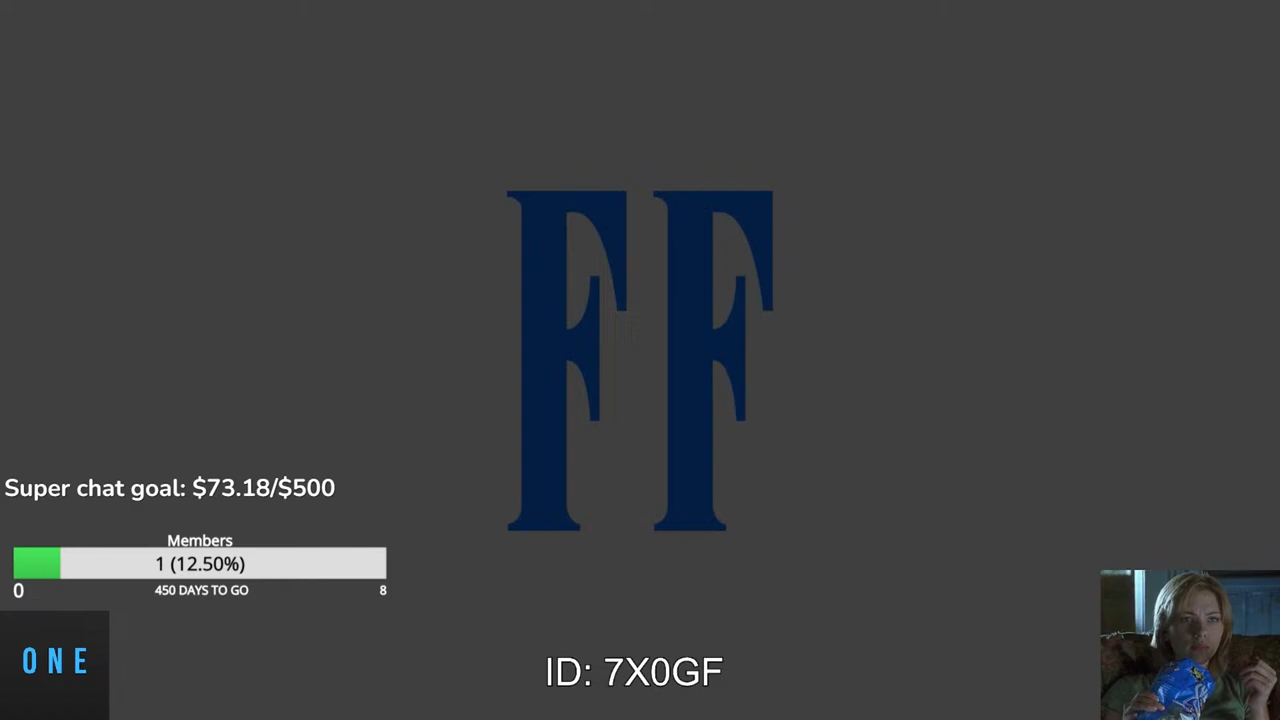 FF
Super chat goal: $73.18/$500
Members
1 (12.50%)
0 450 DAYS TO GO 8
ONE
ID: 7X0GF